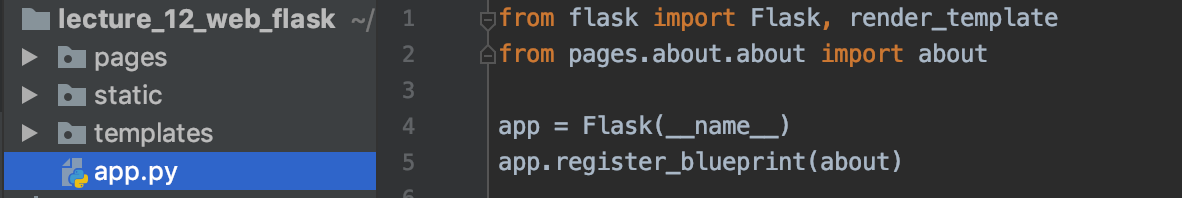 lecture_12_web_flask ~/
pages
static
templates
app.py
1 from flask import Flask, render_template
2 from pages.about.about import about
3
4 app = Flask(__name__)
5 app.register_blueprint(about)